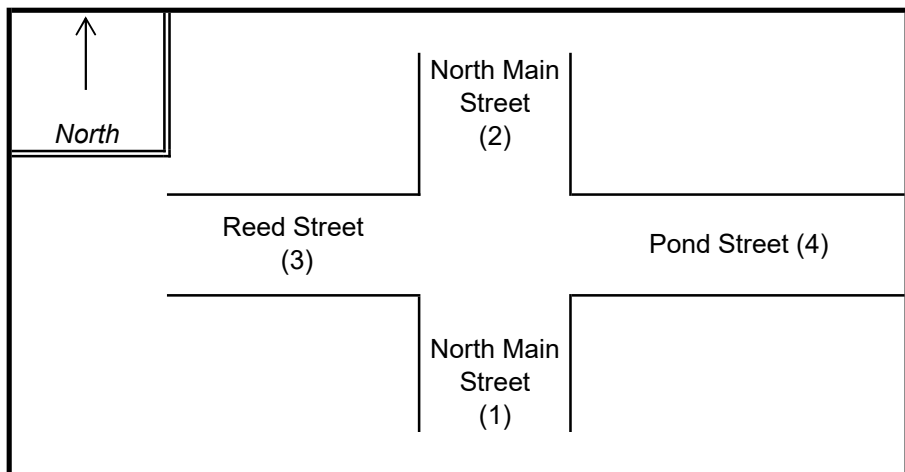 North Main
Street
(2)
North
Reed Street
(3)
Pond Street (4)
North Main
Street
(1)